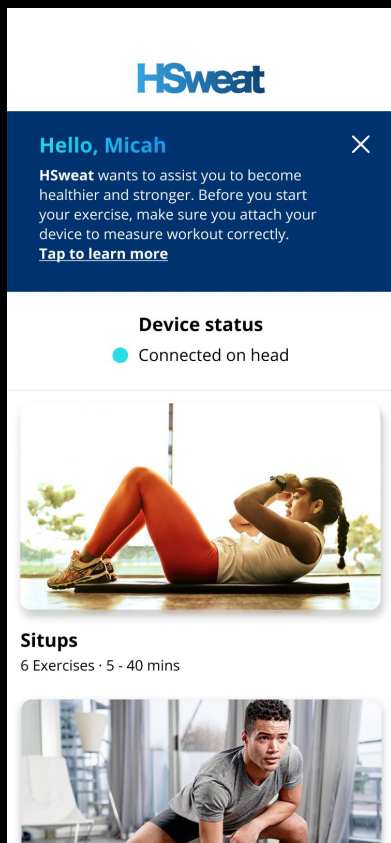 HSweat
Hello, Micah
HSweat wants to assist you to become
healthier and stronger. Before you start
your exercise, make sure you attach your
device to measure workout correctly.
Tap to learn more
Device status
Connected on head
Situps
6 Exercises · 5 - 40 mins